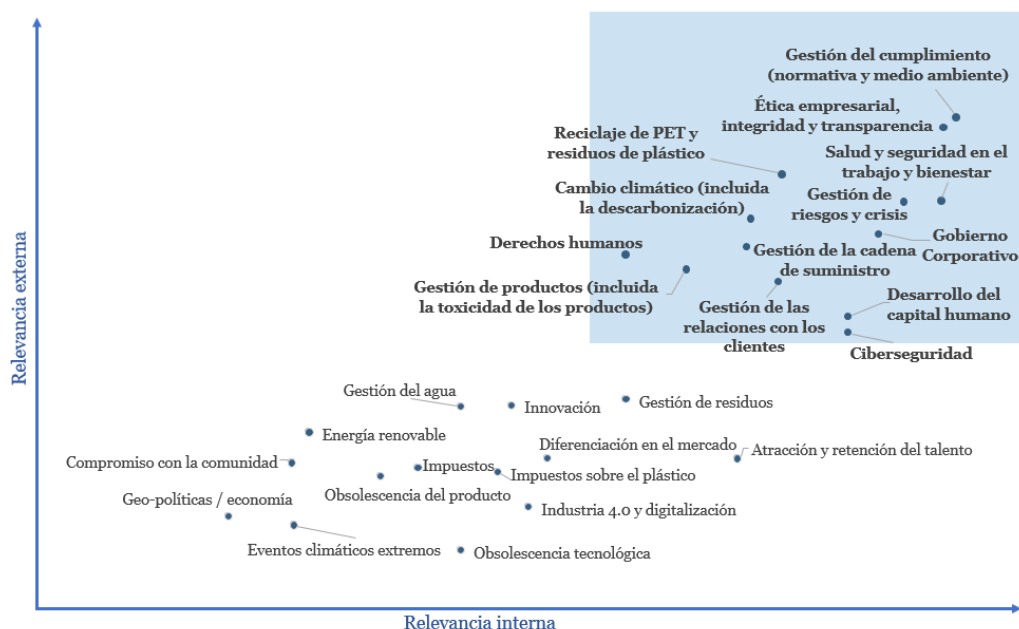 Gestión del cumplimiento
(normativa y medio ambiente)
Ética empresarial,
integridad y transparencia
Reciclaje de PET y
residuos de plástico
Salud y seguridad en el
trabajo y bienestar
Cambio climático (incluida
la descarbonización)
Gestión de
riesgos y crisis
Derechos humanos
Gobierno
Corporativo
Gestión de la cadena
de suministro
Gestión de productos (incluida
la toxicidad de los productos)
Gestión de las
relaciones con los
clientes
Desarrollo del
capital humano
Ciberseguridad
Relevancia externa
Gestión del agua
Innovación
Gestión de residuos
Energía renovable
Diferenciación en el mercado
Atracción y retención del talento
Compromiso con la comunidad
Impuestos
Impuestos sobre el plástico
Obsolescencia del producto
Geo-políticas / economía
Industria 4.0 y digitalización
Eventos climáticos extremos
Obsolescencia tecnológica
Relevancia interna